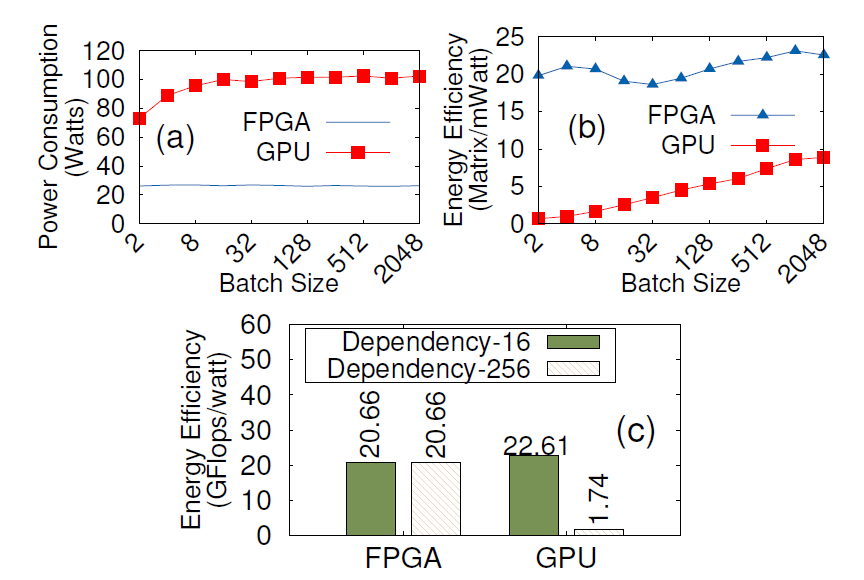 Power Consumption
(Watts)
120
100
80
60
40
20
0
(a)
FPGA
GPU
2
8
32
128
512
2048
Batch Size
Energy Efficiency
(Matrix/mWatt)
25
20
15
10
5
0
(b)
FPGA
GPU
2
8
32
128
512
2048
Batch Size
Energy Efficiency
(GFlops/watt)
60
50
40
30
20
10
0
Dependency-16
Dependency-256
20.66
20.66
22.61
1.74
(c)
FPGA
GPU